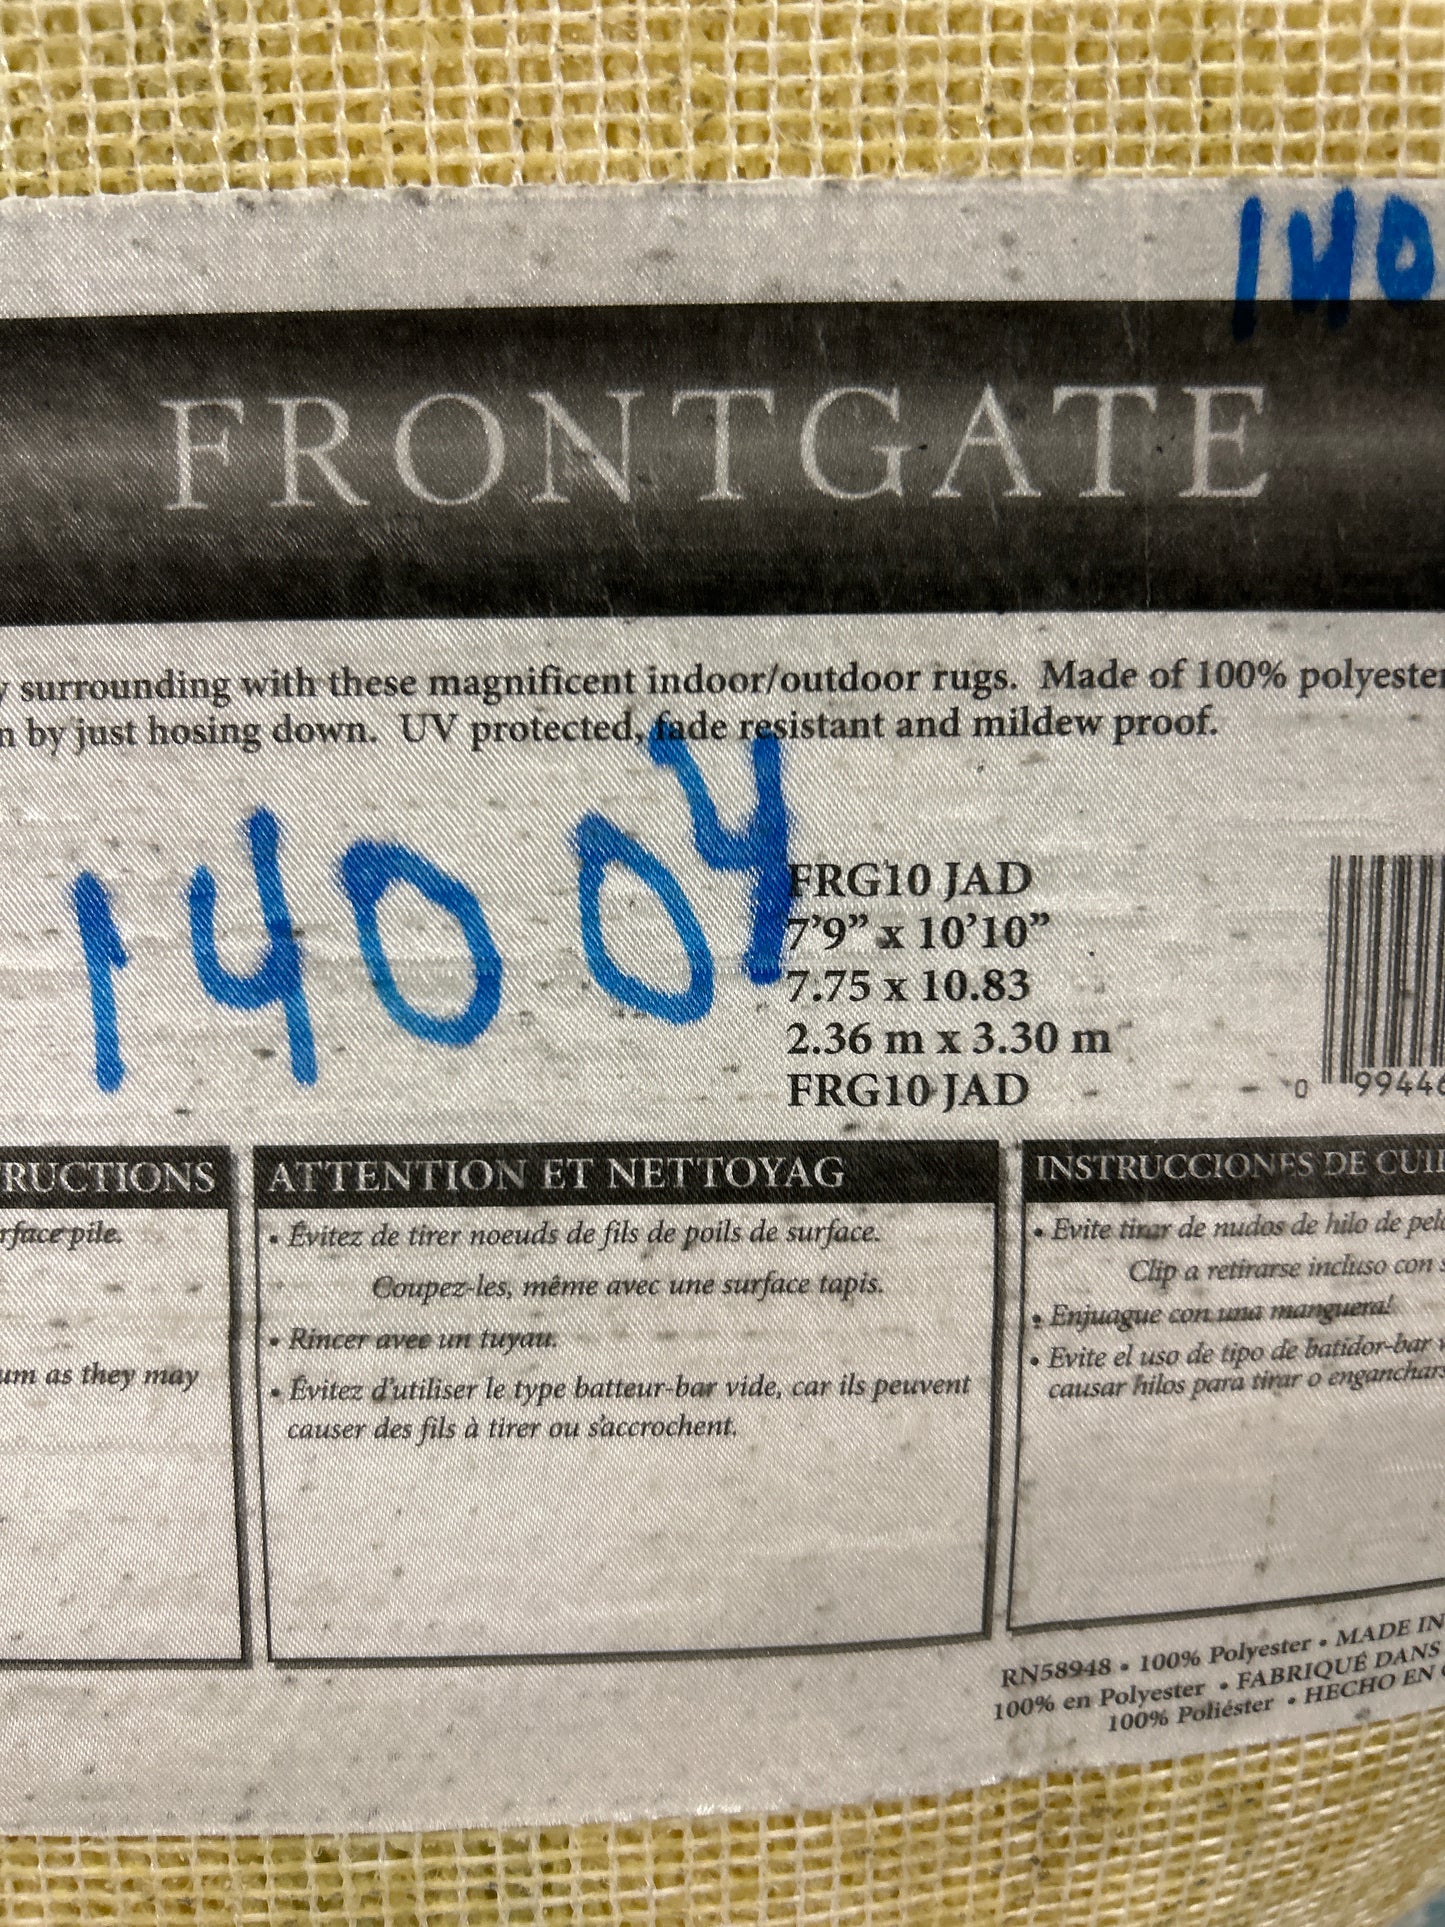 140
FRONTGATE
surrounding with these magnificent indoor/outdoor rugs. Made of 100% polyester
by just hosing down. UV protected, fade resistant and mildew proof.
14004
FRG10 JAD
7'9" x 10'10"
7.75 x 10.83
2.36 m x 3.30 m
FRG10 JAD
0 99446
RUCTIONS
rface pile.
um as they may
ATTENTION ET NETTOYAG
• Évitez de tirer noeuds de fils de poils de surface.
Coupez-les, même avec une surface tapis.
• Rincer avec un tuyau.
• Évitez d'utiliser le type batteur-bar vide, car ils peuvent
causer des fils à tirer ou s'accrochent.
INSTRUCCIONES DE CUI
• Evite tirar de nudos de hilo de pel
Clip a retirarse incluso con s
• Enjuague con una manguera!
• Evite el uso de tipo de batidor-bar
causar hilos para tirar o enganchar
RN58948 • 100% Polyester • MADE IN
100% en Polyester • FABRIQUÉ DANS
100% Poliéster • HECHO EN